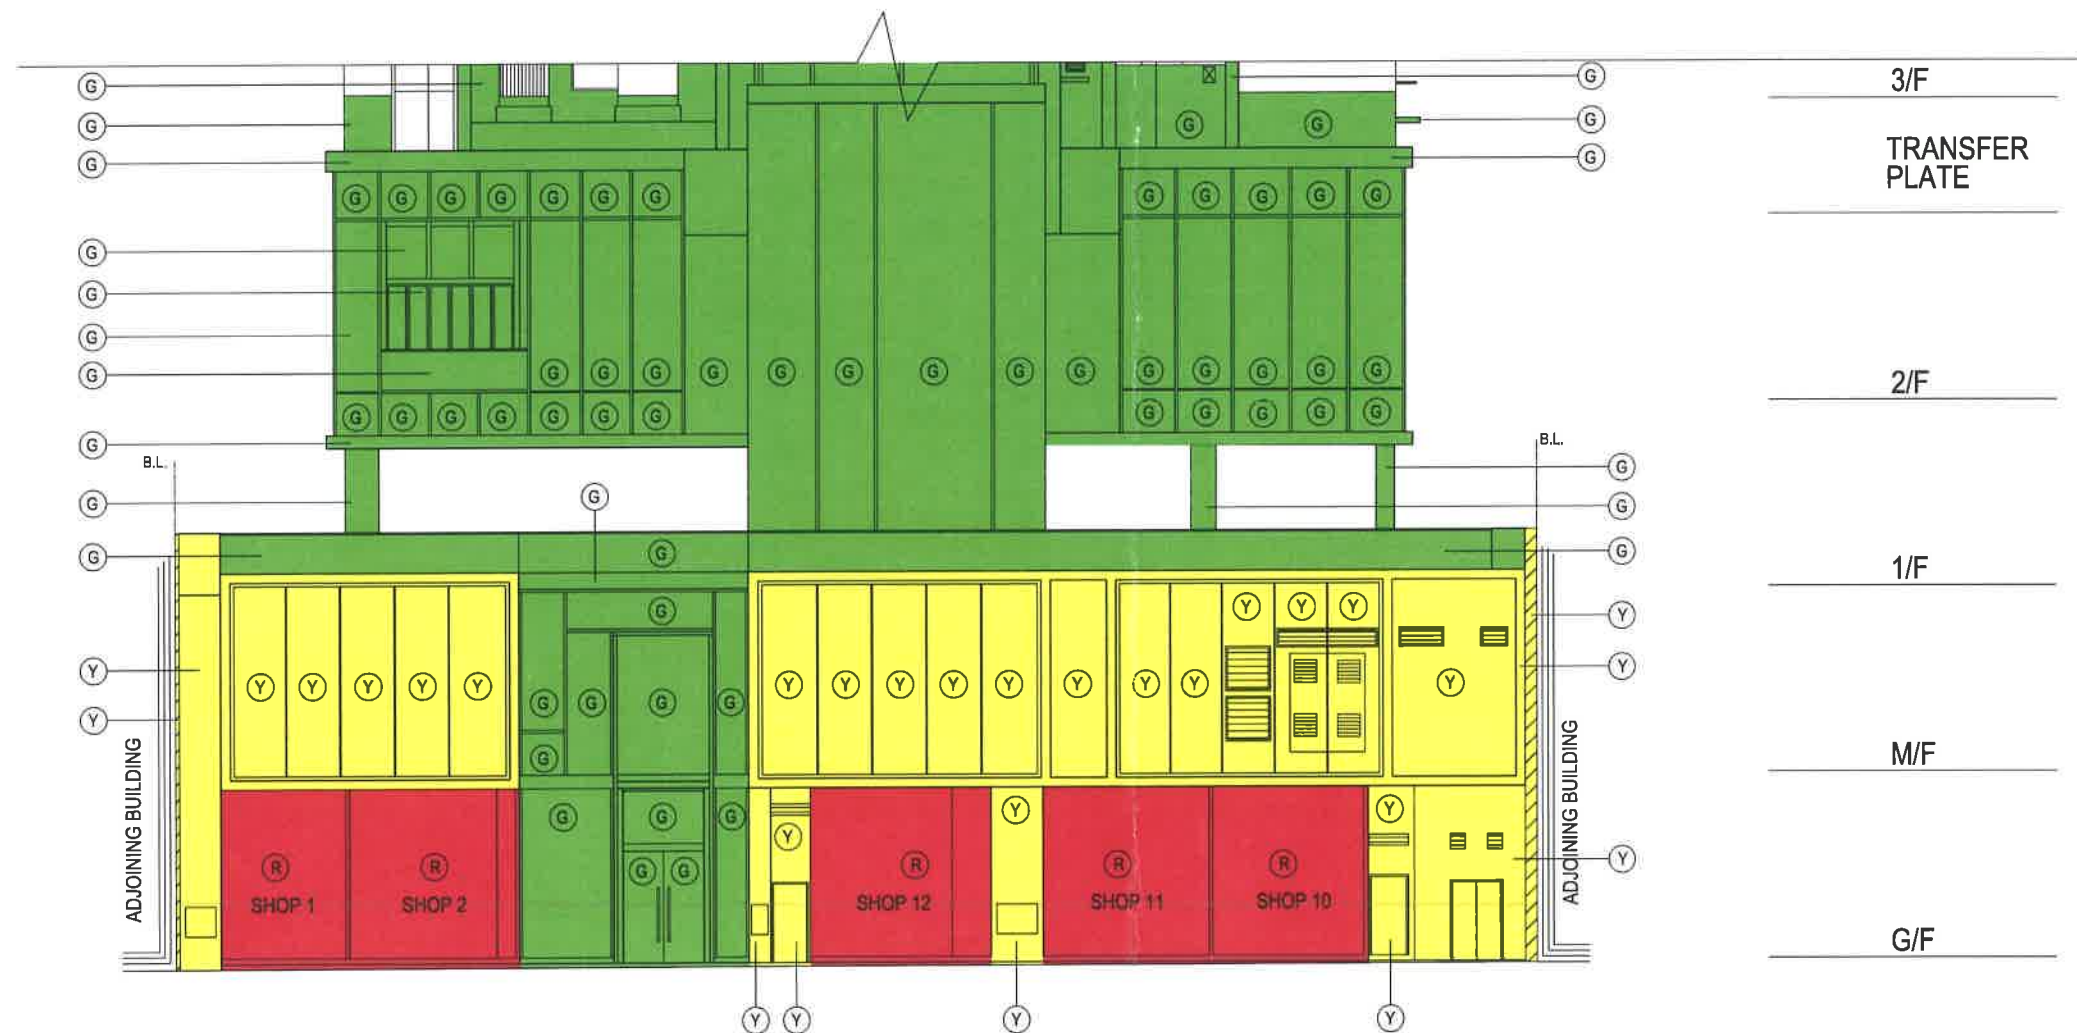 G 3/F
G
G G
G G
TRANSFER
PLATE
G G
G G G G G G G G G G G G
G
G
G
G
G G G G G G G G G G G G G G
2/F
G G G G G G G G G G G G
G
B.L. B.L.
G
G G
G
G
G G
1/F
G Y Y Y
G Y
Y Y
Y Y Y Y Y G G G G Y Y Y Y Y Y Y Y Y
Y
G
ADJOINING BUILDING
ADJOINING BUILDING
M/F
G G G Y Y
Y
R R G G R R R Y
SHOP 1 SHOP 2 SHOP 12 SHOP 11 SHOP 10
G/F
Y Y Y Y